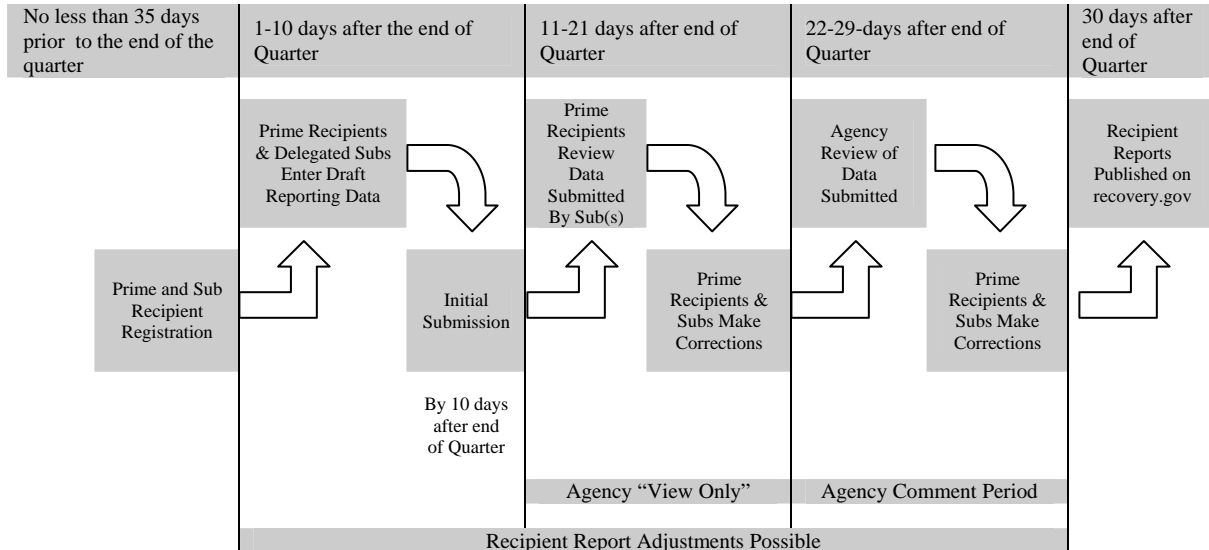 No less than 35 days
prior to the end of the
quarter
1-10 days after the end of
Quarter
11-21 days after end of
Quarter
22-29-days after end of
Quarter
30 days after
end of
Quarter
Prime Recipients
& Delegated Subs
Enter Draft
Reporting Data
Prime
Recipients
Review
Data
Submitted
By Sub(s)
Agency
Review of
Data
Submitted
Recipient
Reports
Published on
recovery.gov
Prime and Sub
Recipient
Registration
Initial
Submission
Prime
Recipients &
Subs Make
Corrections
Prime
Recipients &
Subs Make
Corrections
By 10 days
after end
of Quarter
Agency “View Only”
Agency Comment Period
Recipient Report Adjustments Possible